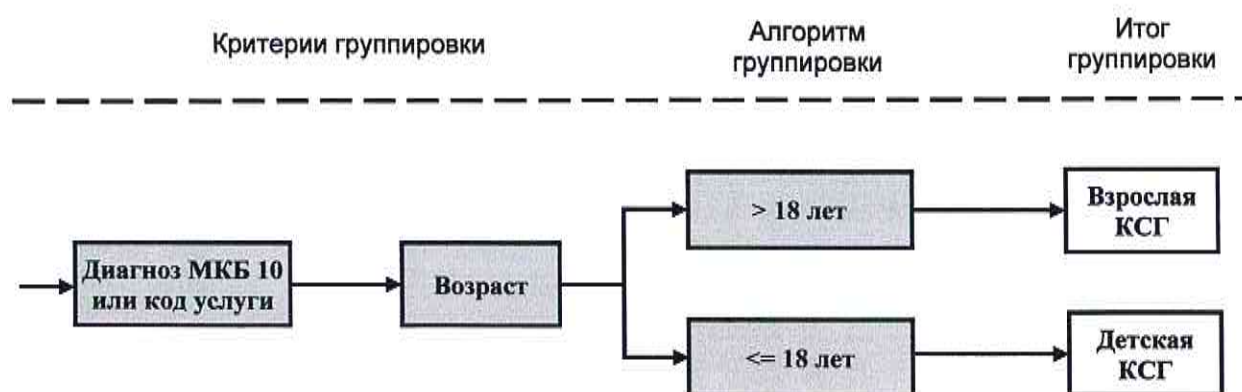 Критерии группировки
Алгоритм
группировки
Итог
группировки
Диагноз МКБ 10
или код услуги
Возраст
> 18 лет
<= 18 лет
Взрослая
КСГ
Детская
КСГ